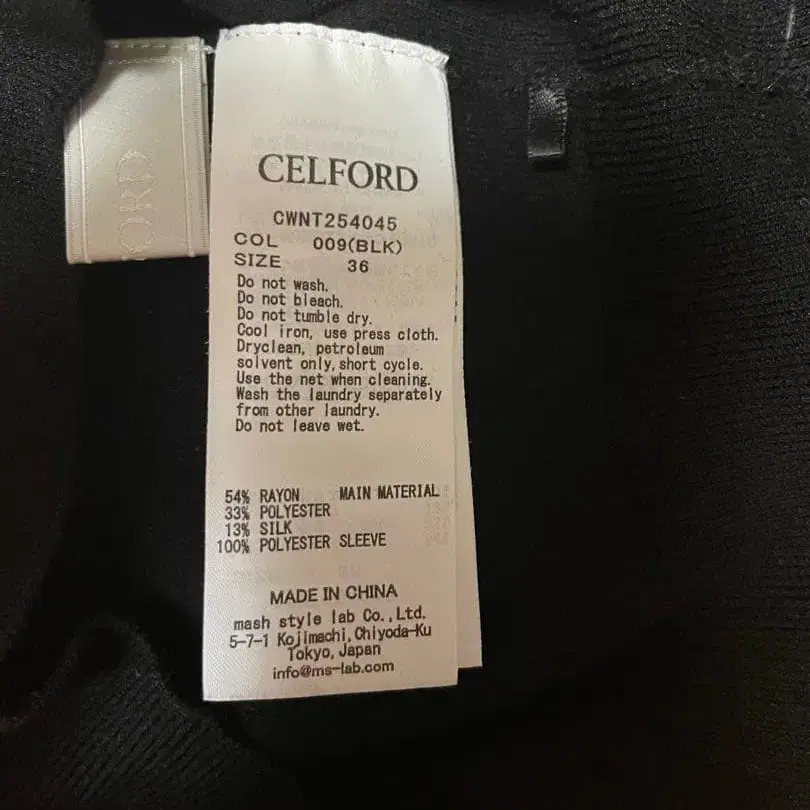 CELFORD
CWNT254045
COL 009(BLK)
SIZE 36
Do not wash.
Do not bleach.
Do not tumble dry.
Cool iron, use press cloth.
Dryclean, petroleum
solvent only,short cycle.
Use the net when cleaning.
Wash the laundry separately
from other laundry.
Do not leave wet.
54% RAYON MAIN MATERIAL
33% POLYESTER
13% SILK
100% POLYESTER SLEEVE
MADE IN CHINA
mash style lab Co.,Ltd.
5-7-1 Kojimachi,Chiyoda-Ku
Tokyo,Japan
info@ms-lab.com
ORD